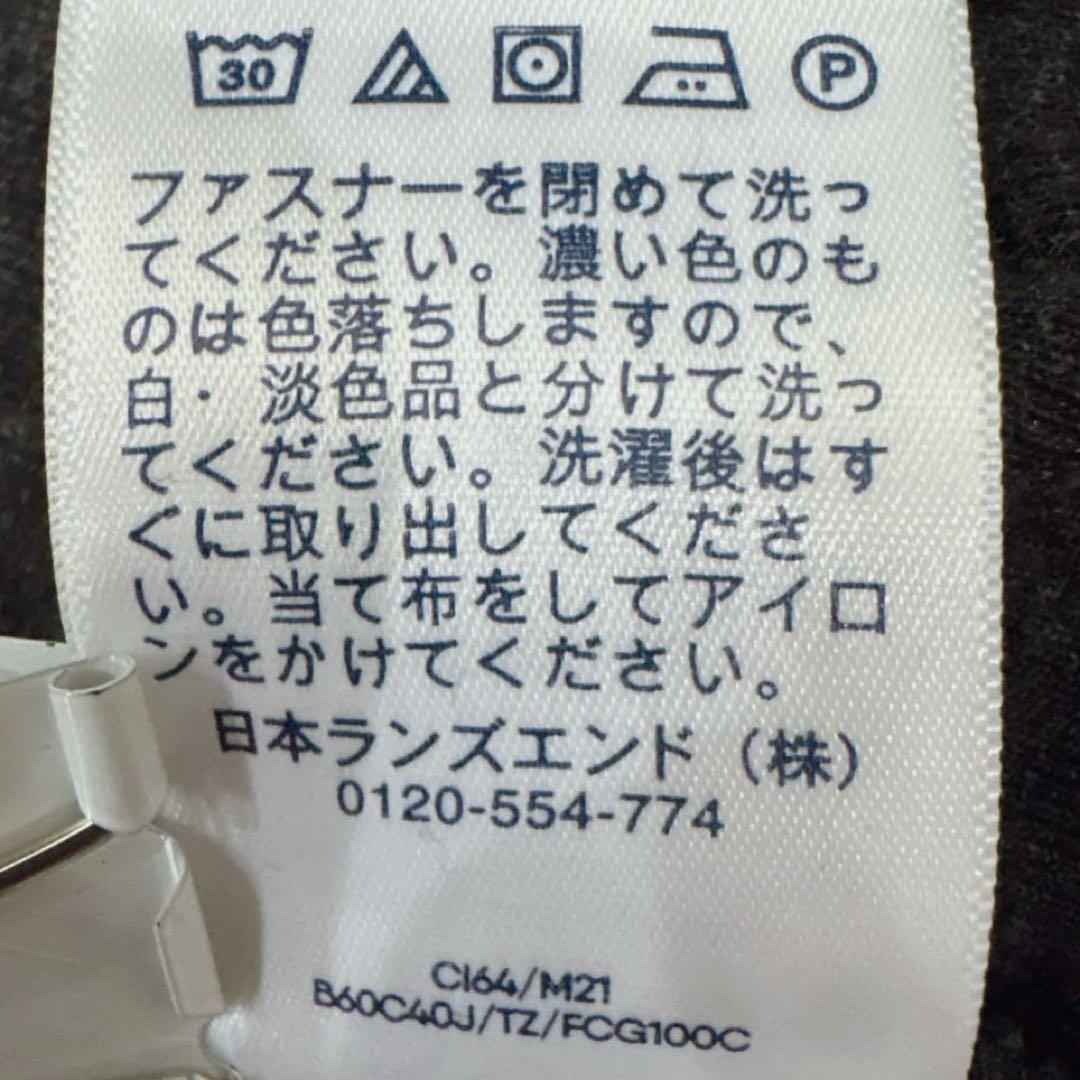 30 P
ファスナーを閉めて洗っ
てください。濃い色のも
のは色落ちしますので、
白・淡色品と分けて洗っ
てください。洗濯後はす
ぐに取り出してくださ
い。当て布をしてアイロ
ンをかけてください。
日本ランズエンド（株）
0120-554-774
CI64/M21
B60C40J/TZ/FCG100C